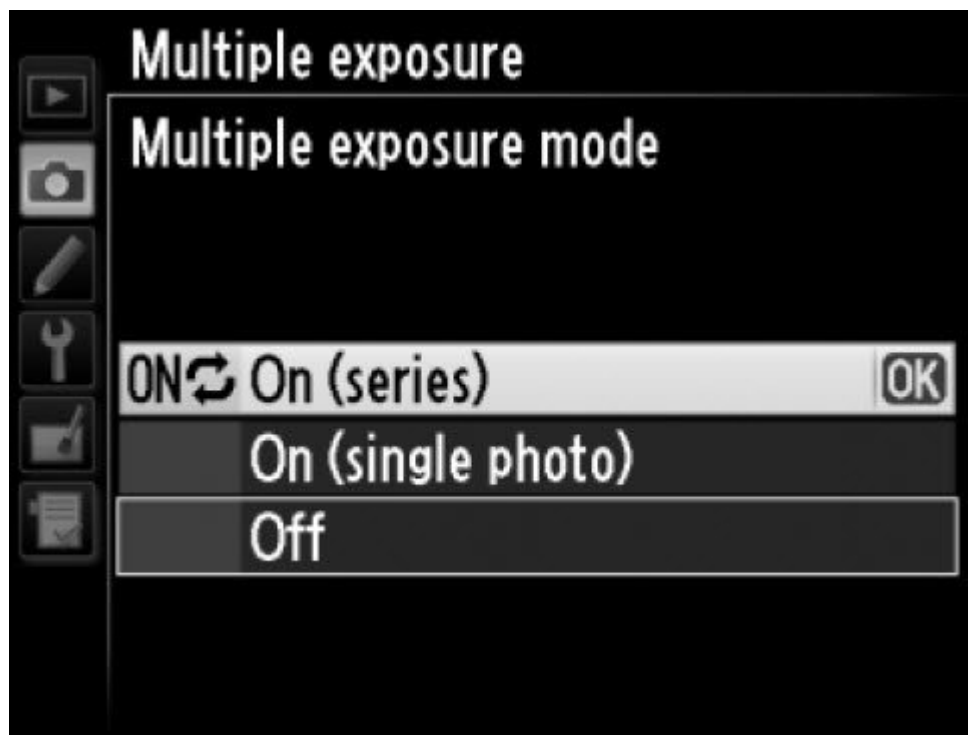 Multiple exposure
Multiple exposure mode
ON On (series) OK
On (single photo)
Off